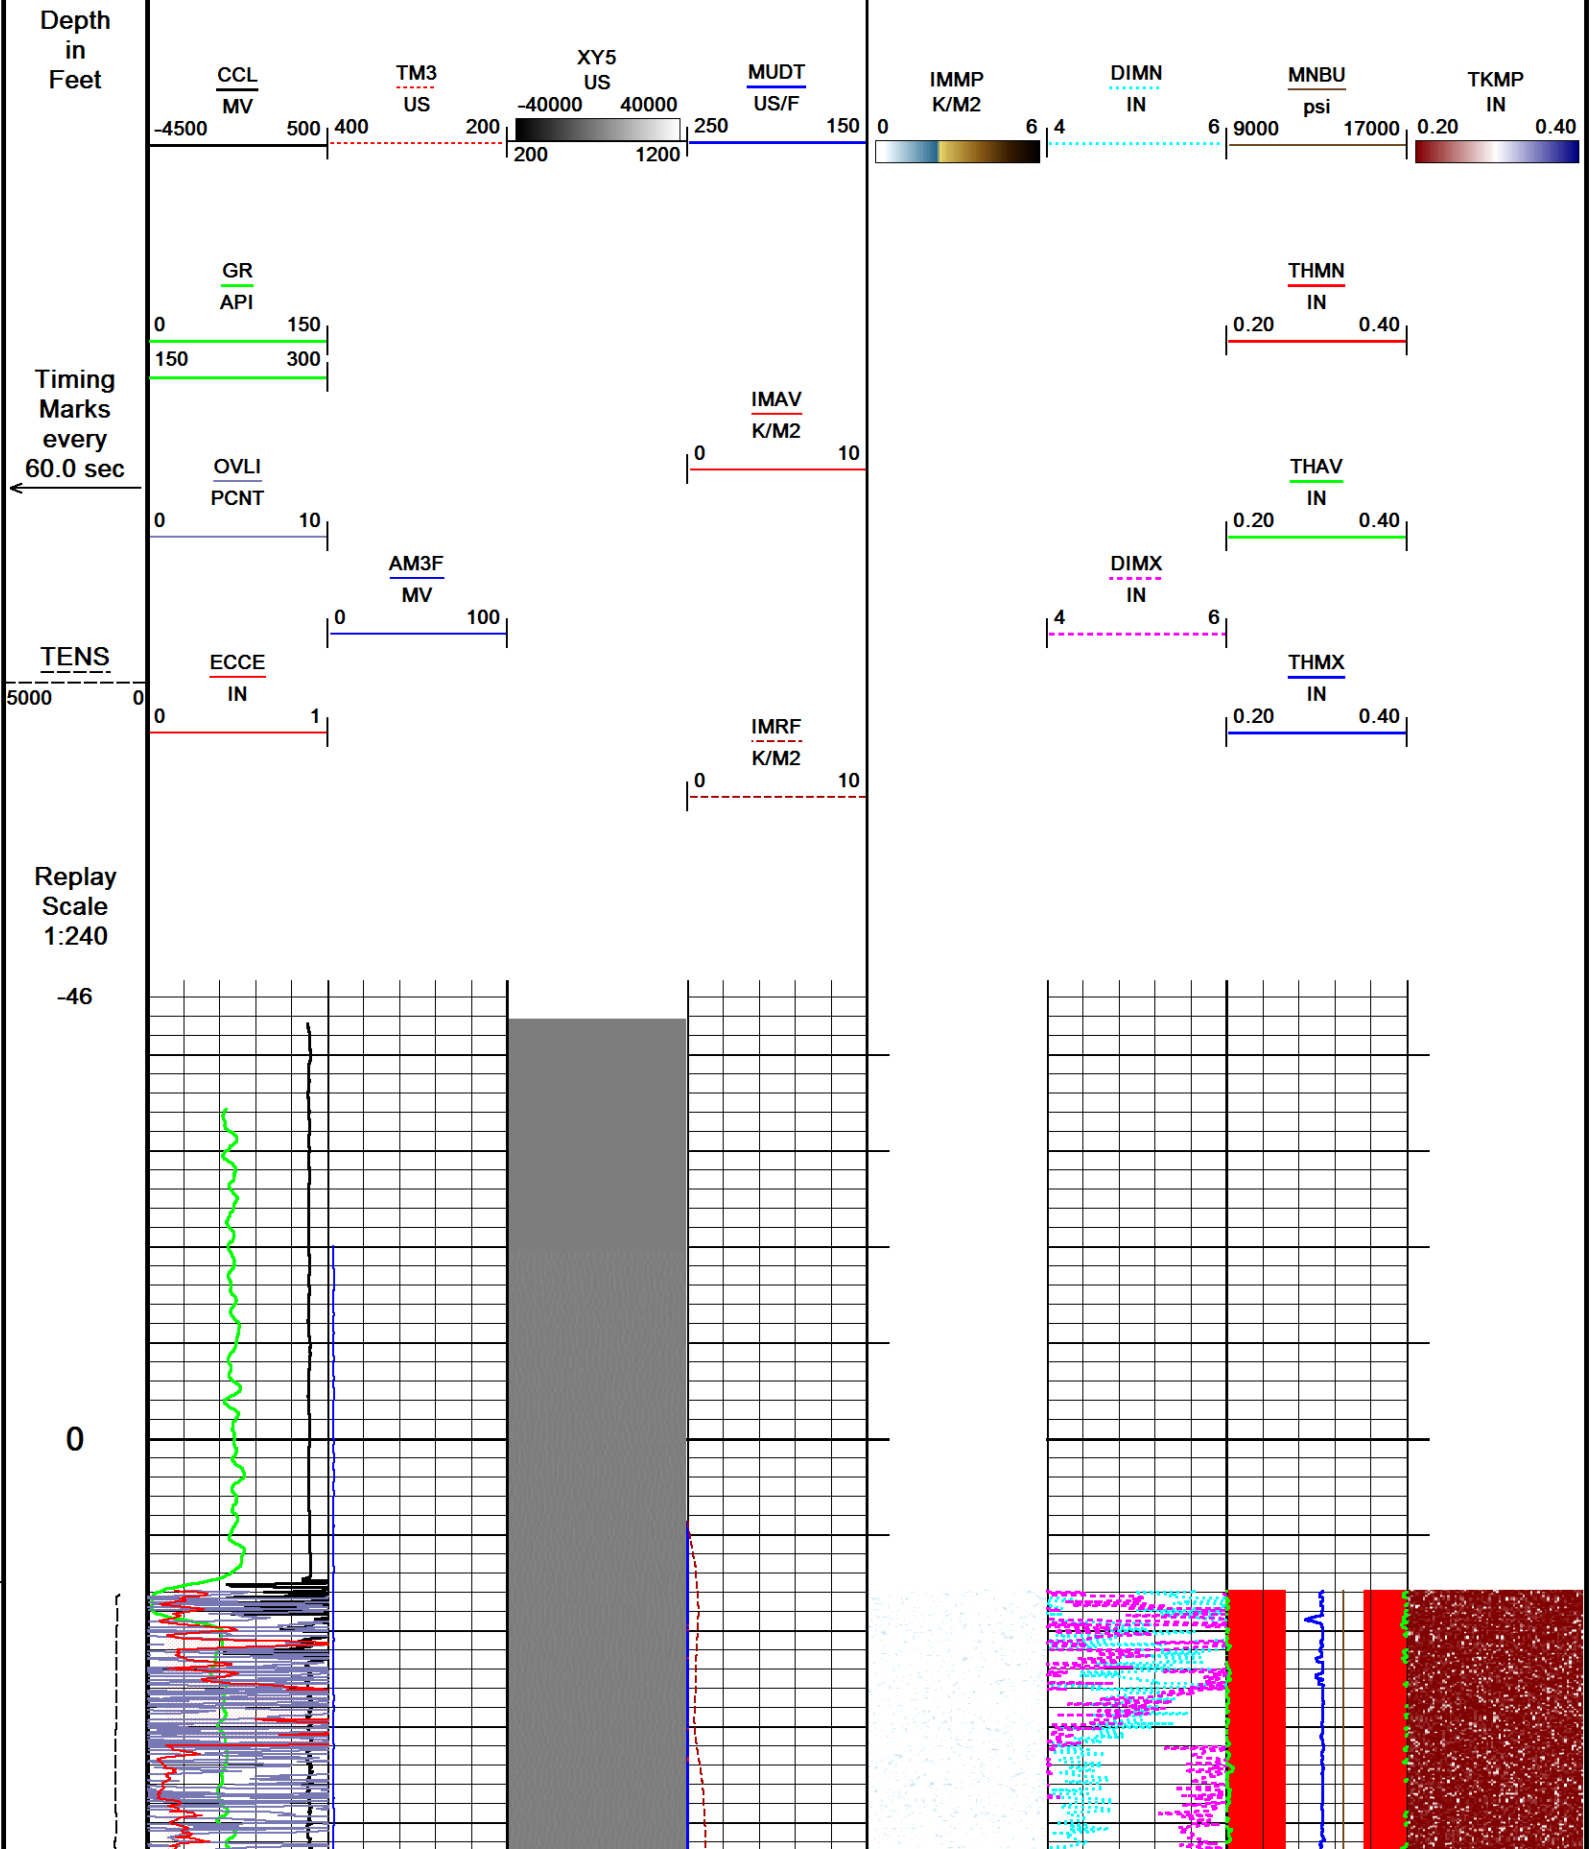 Depth
in
Feet
CCL
MV
-4500 500
TM3
US
400 200
XY5
US
-40000 40000
200 1200
MUDT
US/F
250 150
IMMP
K/M2
0 6
DIMN
IN
4 6
MNBU
psi
9000 17000
TKMP
IN
0.20 0.40
GR
API
0 150
150 300
THMN
IN
0.20 0.40
Timing
Marks
every
60.0 sec
IMAV
K/M2
0 10
OVLI
PCNT
0 10
THAV
IN
0.20 0.40
AM3F
MV
0 100
DIMX
IN
4 6
TENS
5000 0
ECCE
IN
0 1
THMX
IN
0.20 0.40
IMRF
K/M2
0 10
Replay
Scale
1:240
-46
0